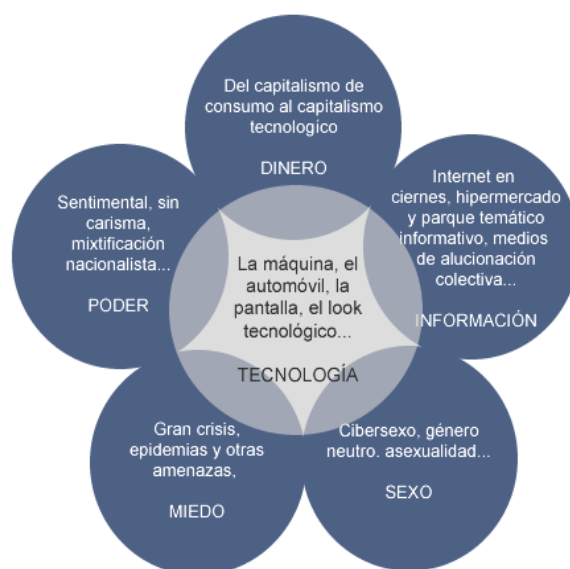 Del capitalismo de
consumo al capitalismo
tecnologico
DINERO
Internet en
ciernes, hipermercado
y parque temático
informativo, medios
de alucionación
colectiva...
INFORMACIÓN
Sentimental, sin
carisma,
mixtificación
nacionalista...
PODER
La máquina, el
automóvil, la
pantalla, el look
tecnológico...
TECNOLOGÍA
Gran crisis,
epidemias y otras
amenazas,
MIEDO
Cibersexo, género
neutro. asexualidad...
SEXO